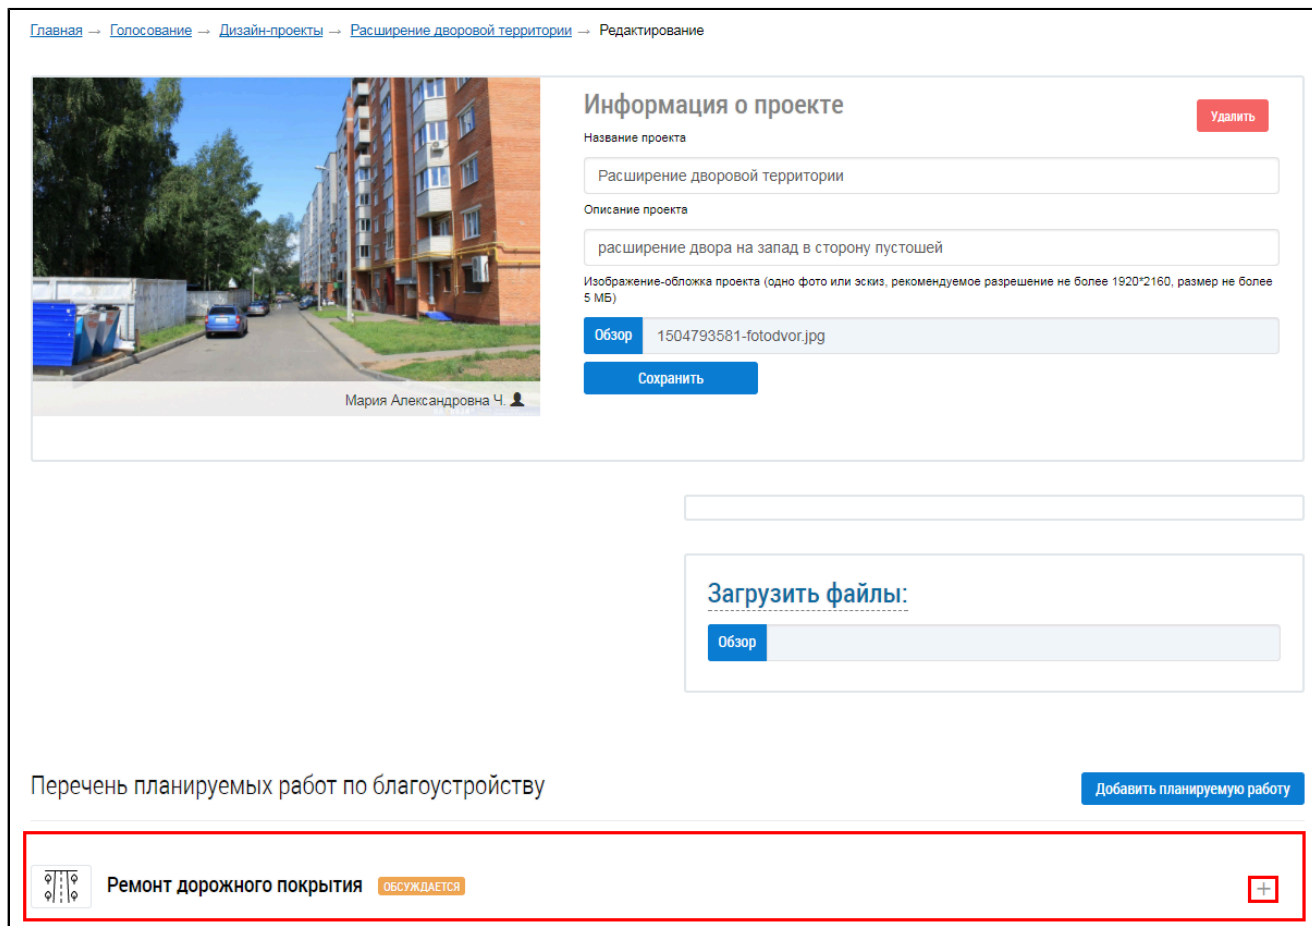 Главная → Голосование → Дизайн-проекты → Расширение дворовой территории → Редактирование
Информация о проекте
Удалить
Название проекта
Расширение дворовой территории
Описание проекта
расширение двора на запад в сторону пустошей
Изображение-обложка проекта (одно фото или эскиз, рекомендуемое разрешение не более 1920*2160, размер не более
5 МБ)
Обзор 1504793581-fotodvor.jpg
Сохранить
Мария Александровна Ч.
Загрузить файлы:
Обзор
Перечень планируемых работ по благоустройству
Добавить планируемую работу
Ремонт дорожного покрытия ОБСУЖДАЕТСЯ